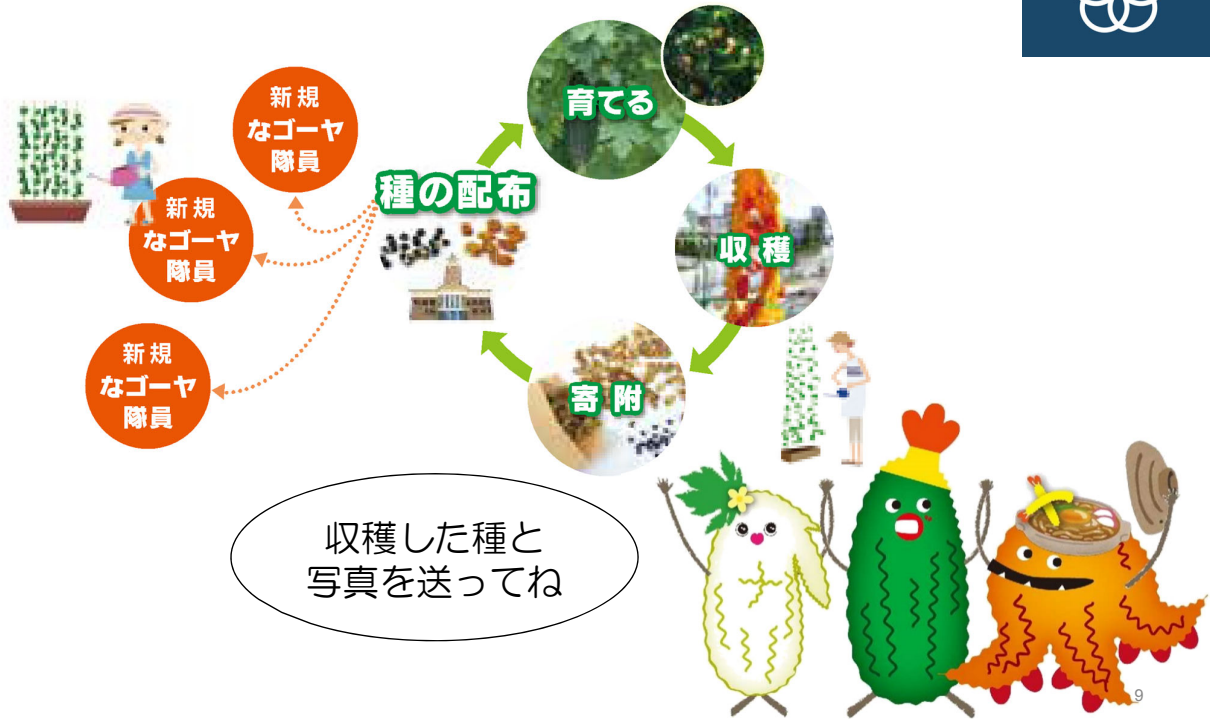 新規
なゴーヤ
隊員
新規
なゴーヤ
隊員
新規
なゴーヤ
隊員
種の配布
育てる
収穫
寄附
収穫した種と
写真を送ってね
9